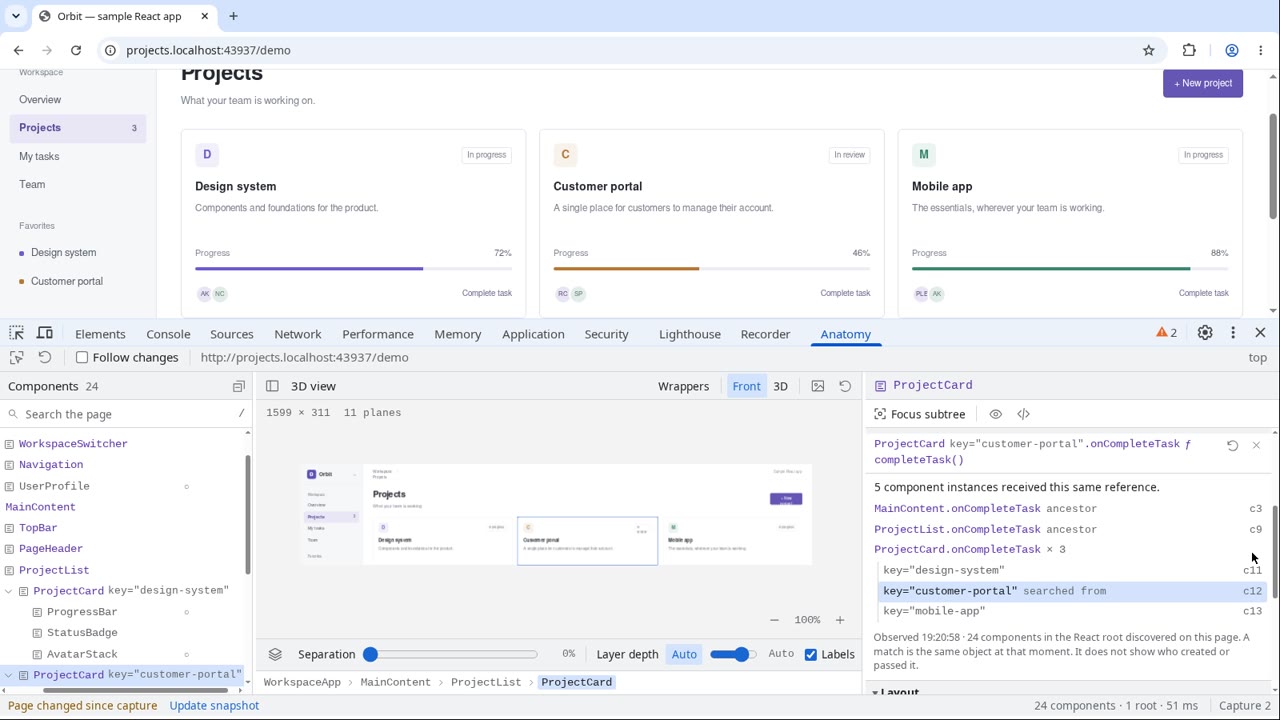 Orbit — sample React app
projects.localhost:43937/demo
Workspace
Overview
Projects 3
My tasks
Team
Favorites
Design system
Customer portal
Projects
What your team is working on.
+ New project
D In progress
Design system
Components and foundations for the product.
Progress 72%
AK NC Complete task
C In review
Customer portal
A single place for customers to manage their account.
Progress 46%
RC SP Complete task
M In progress
Mobile app
The essentials, wherever your team is working.
Progress 88%
PLE AK Complete task
Elements Console Sources Network Performance Memory Application Security Lighthouse Recorder Anatomy 2
Follow changes http://projects.localhost:43937/demo top
Components 24
Search the page /
WorkspaceSwitcher
Navigation
UserProfile
MainContent
TopBar
PageHeader
ProjectList
ProjectCard key="design-system"
ProgressBar
StatusBadge
AvatarStack
ProjectCard key="customer-portal"
3D view Wrappers Front 3D
1599 × 311 11 planes
Orbit
Projects
Design system
Customer portal
Mobile app
100%
Separation 0% Layer depth Auto Auto Labels
WorkspaceApp › MainContent › ProjectList › ProjectCard
ProjectCard
Focus subtree
ProjectCard key="customer-portal".onCompleteTask ƒ
completeTask()
5 component instances received this same reference.
MainContent.onCompleteTask ancestor c3
ProjectList.onCompleteTask ancestor c9
ProjectCard.onCompleteTask × 3
key="design-system" c11
key="customer-portal" searched from c12
key="mobile-app" c13
Observed 19:20:58 · 24 components in the React root discovered on this page. A
match is the same object at that moment. It does not show who created or
passed it.
Layout
Page changed since capture Update snapshot 24 components · 1 root · 51 ms Capture 2